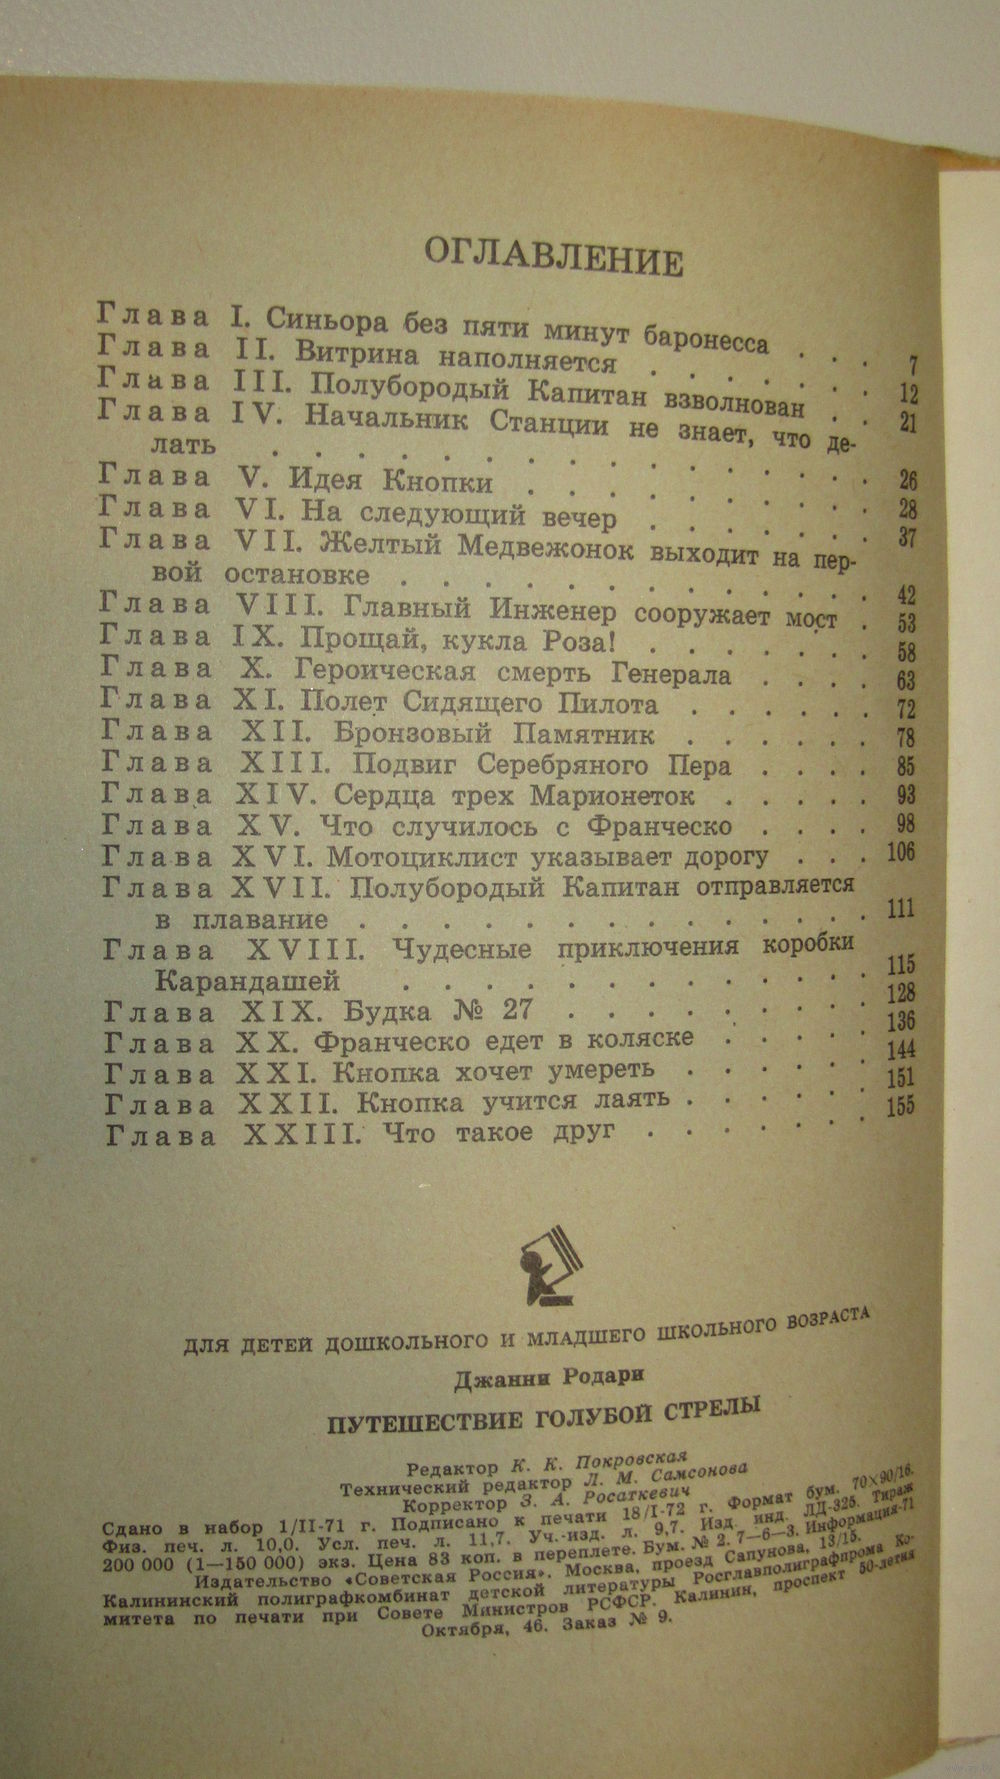 ОГЛАВЛЕНИЕ
Глава I. Синьора без пяти минут баронесса . . . 7
Глава II. Витрина наполняется . . . . . . . 12
Глава III. Полубородый Капитан взволнован . . 21
Глава IV. Начальник Станции не знает, что де-
лать . . . . . . . . . . . . . . . . 26
Глава V. Идея Кнопки . . . . . . . . . 28
Глава VI. На следующий вечер . . . . . . 37
Глава VII. Желтый Медвежонок выходит на пер-
вой остановке . . . . . . . . . . . . 42
Глава VIII. Главный Инженер сооружает мост . 53
Глава IX. Прощай, кукла Роза! . . . . . . 58
Глава X. Героическая смерть Генерала . . . . 63
Глава XI. Полет Сидящего Пилота . . . . . . 72
Глава XII. Бронзовый Памятник . . . . . . 78
Глава XIII. Подвиг Серебряного Пера . . . . 85
Глава XIV. Сердца трех Марионеток . . . . . 93
Глава XV. Что случилось с Франческо . . . . 98
Глава XVI. Мотоциклист указывает дорогу . . . 106
Глава XVII. Полубородый Капитан отправляется
в плавание . . . . . . . . . . . . . 111
Глава XVIII. Чудесные приключения коробки
Карандашей . . . . . . . . . . . . 115
Глава XIX. Будка № 27 . . . . . . . . 128
Глава XX. Франческо едет в коляске . . . . . 136
Глава XXI. Кнопка хочет умереть . . . . . . 144
Глава XXII. Кнопка учится лаять . . . . . . 151
Глава XXIII. Что такое друг . . . . . . . 155
ДЛЯ ДЕТЕЙ ДОШКОЛЬНОГО И МЛАДШЕГО ШКОЛЬНОГО ВОЗРАСТА
Джанни Родари
ПУТЕШЕСТВИЕ ГОЛУБОЙ СТРЕЛЫ
Редактор К. К. Покровская
Технический редактор Л. М. Самсонова
Корректор З. А. Росаткевич
Сдано в набор 1/II-71 г. Подписано к печати 18/I-72 г. Формат бум. 70×90/16.
Физ. печ. л. 10,0. Усл. печ. л. 11,7. Уч.-изд. л. 9,7. Изд. инд. ЛД-325. Тираж
200 000 (1—150 000) экз. Цена 83 коп. в переплете. Бум. № 2. 7—6—3. Информация-71
Издательство «Советская Россия». Москва, проезд Сапунова, 13/15.
Калининский полиграфкомбинат детской литературы Росглавполиграфпрома Ко-
митета по печати при Совете Министров РСФСР. Калинин, проспект 50-летия
Октября, 46. Заказ № 9.